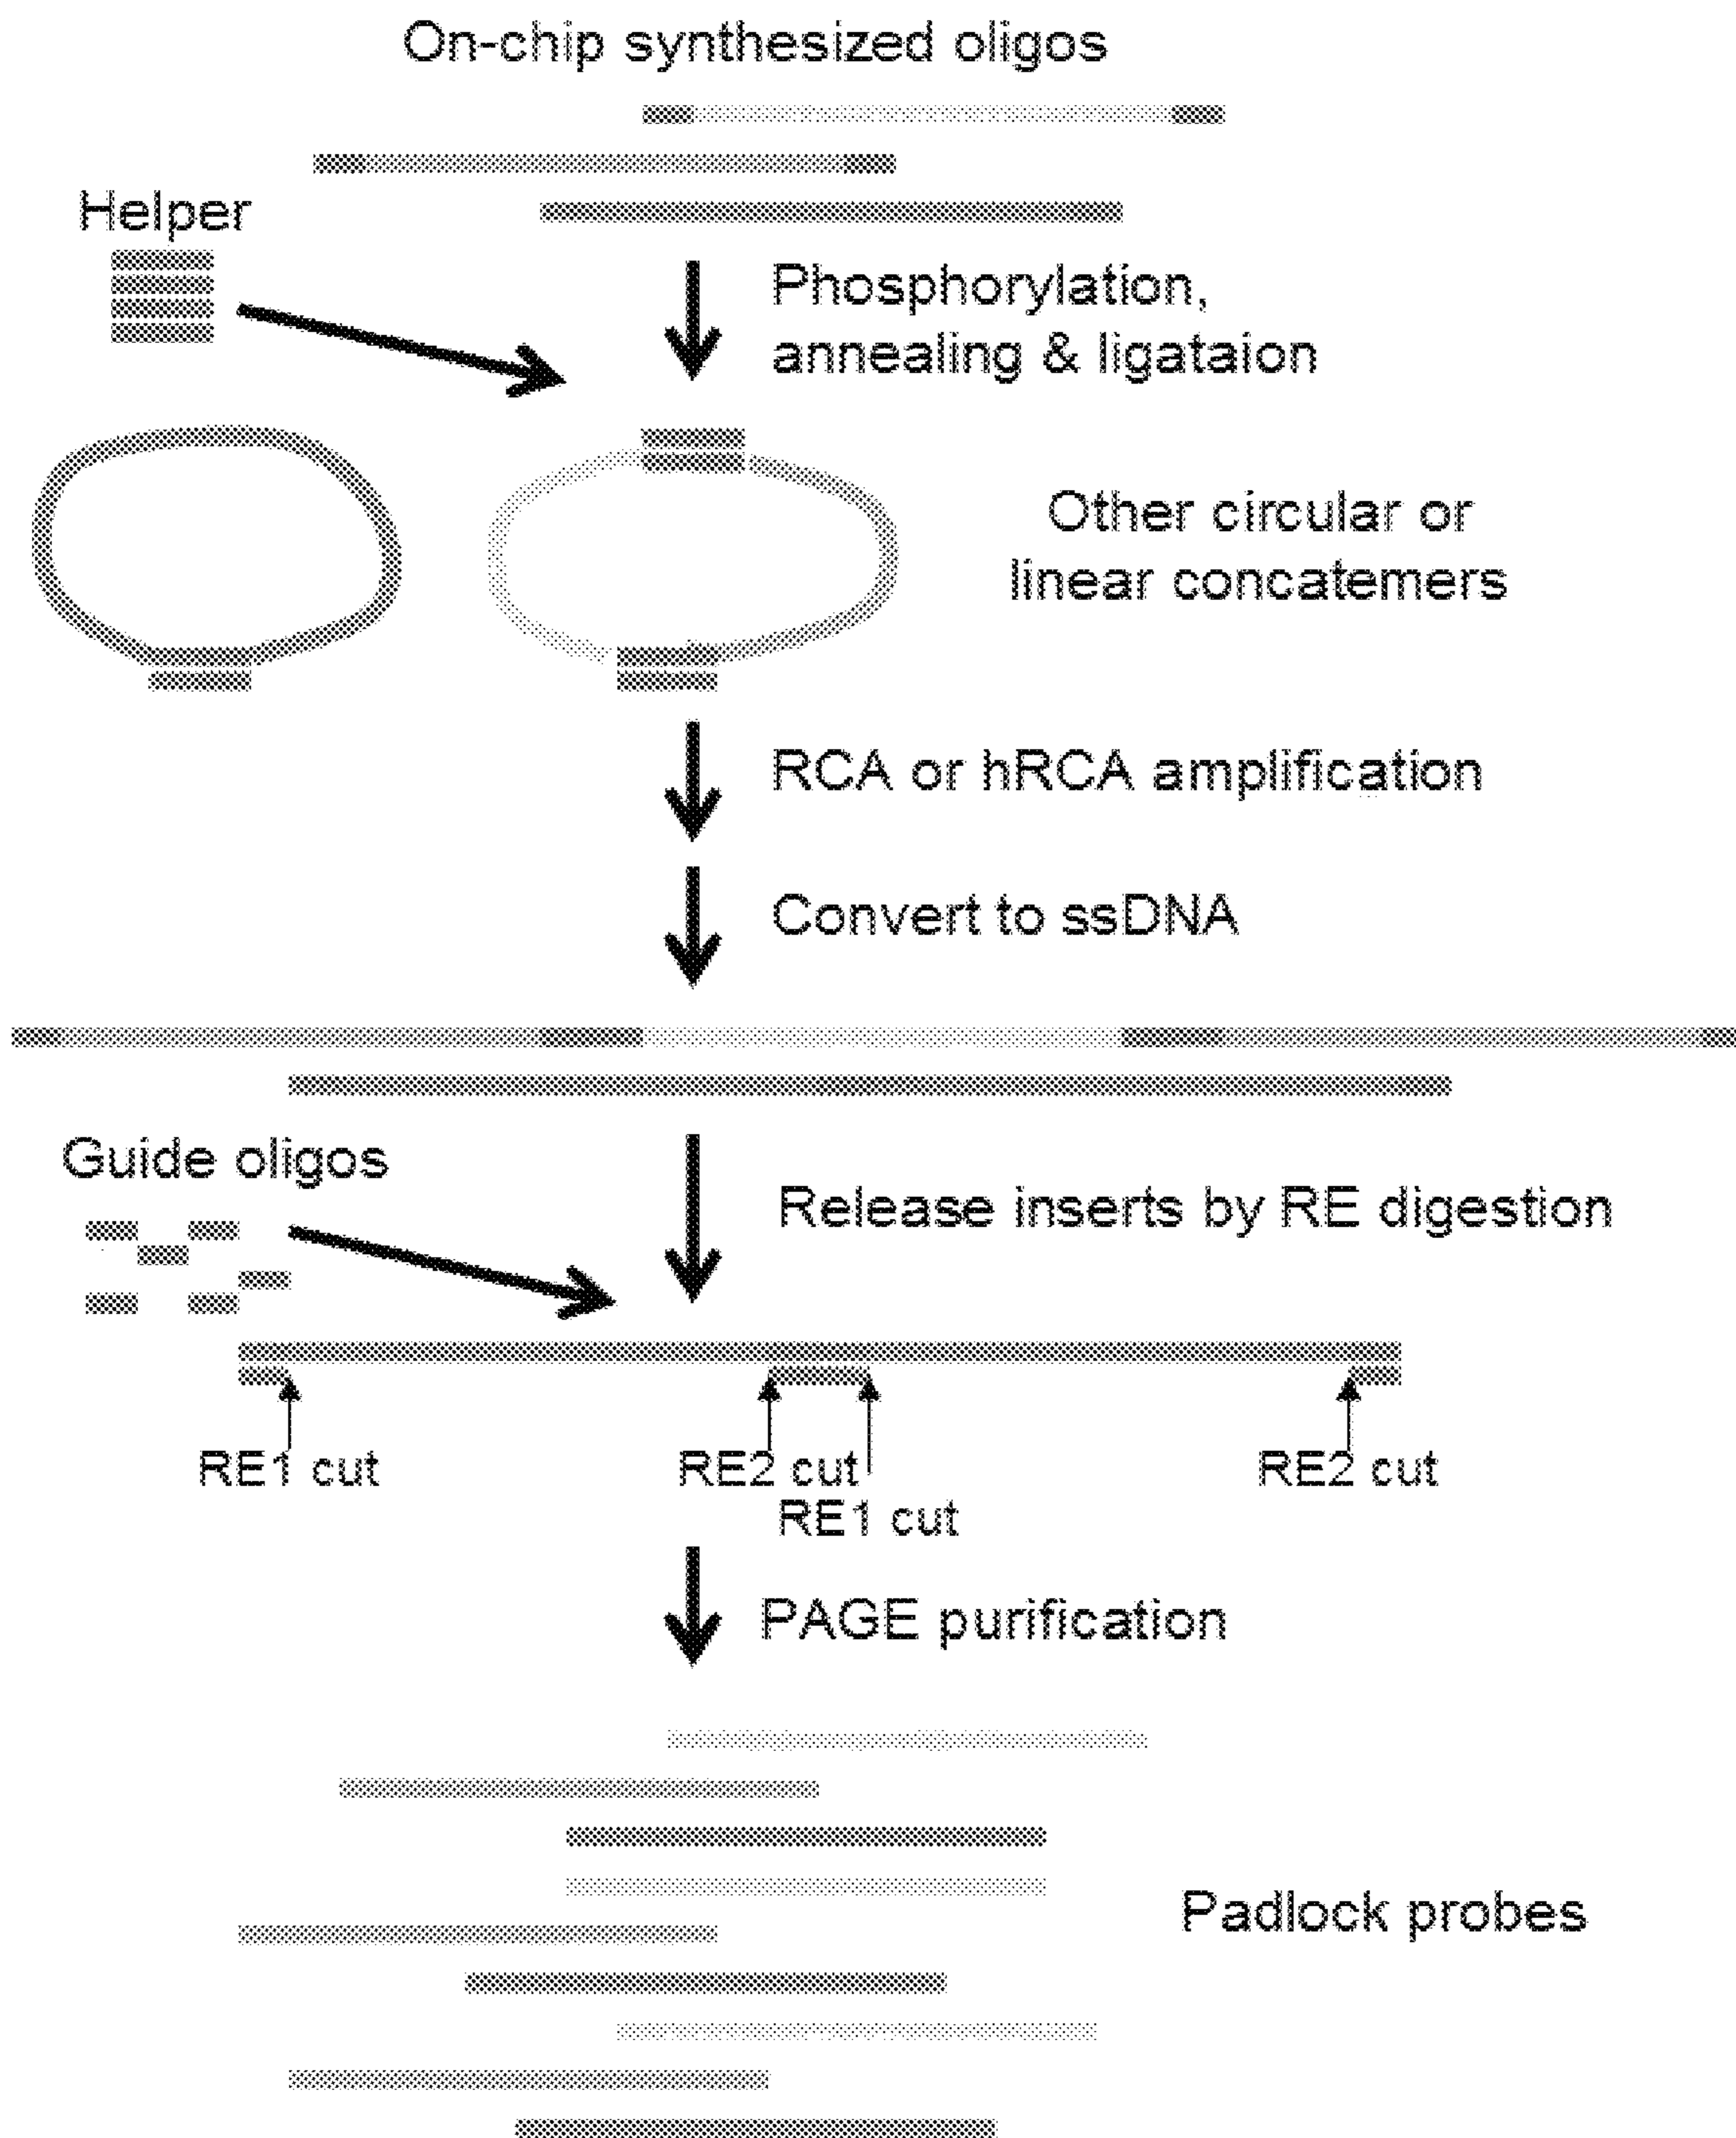 On-chip synthesized oligos
Helper
Phosphorylation,
annealing & ligataion
Other circular or
linear concatemers
RCA or hRCA amplification
Convert to ssDNA
Guide oligos
Release inserts by RE digestion
RE1 cut
RE2 cut
RE1 cut
RE2 cut
PAGE purification
Padlock probes